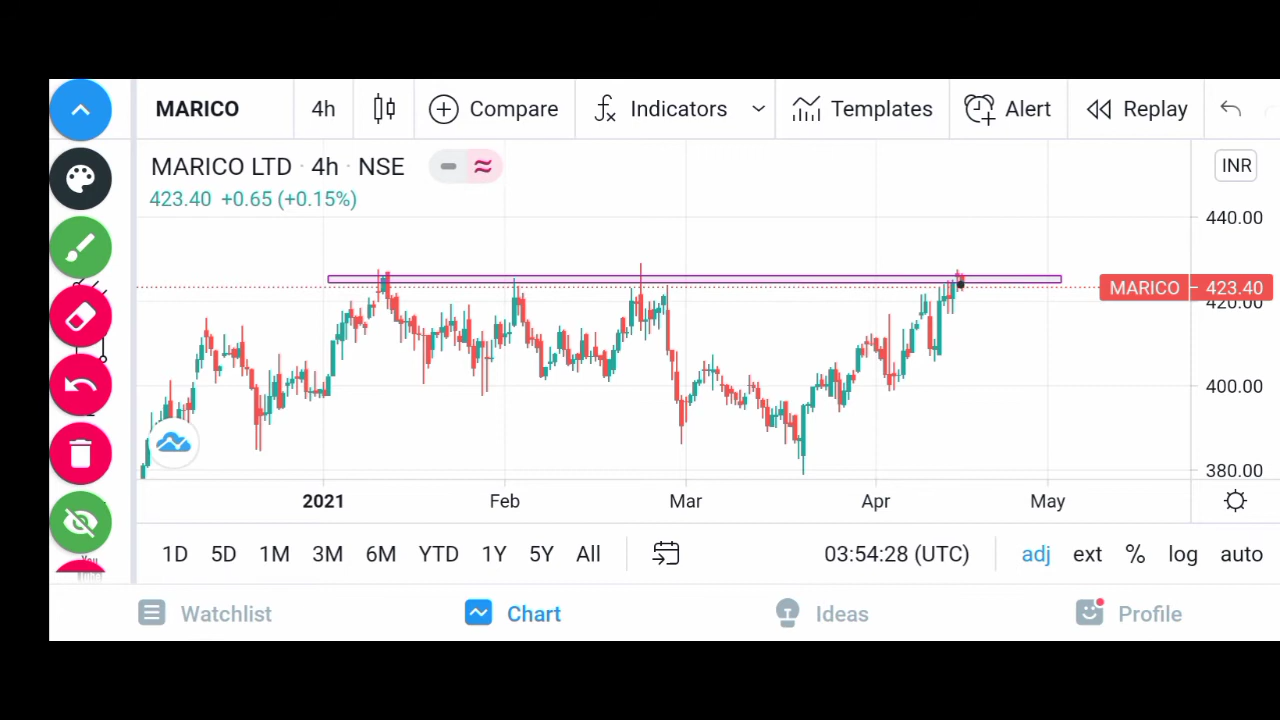 MARICO 4h Compare Indicators Templates Alert Replay
MARICO LTD · 4h · NSE
INR
423.40 +0.65 (+0.15%)
440.00
MARICO 423.40
420.00
400.00
380.00
2021 Feb Mar Apr May
1D 5D 1M 3M 6M YTD 1Y 5Y All 03:54:28 (UTC) adj ext % log auto
Watchlist Chart Ideas Profile